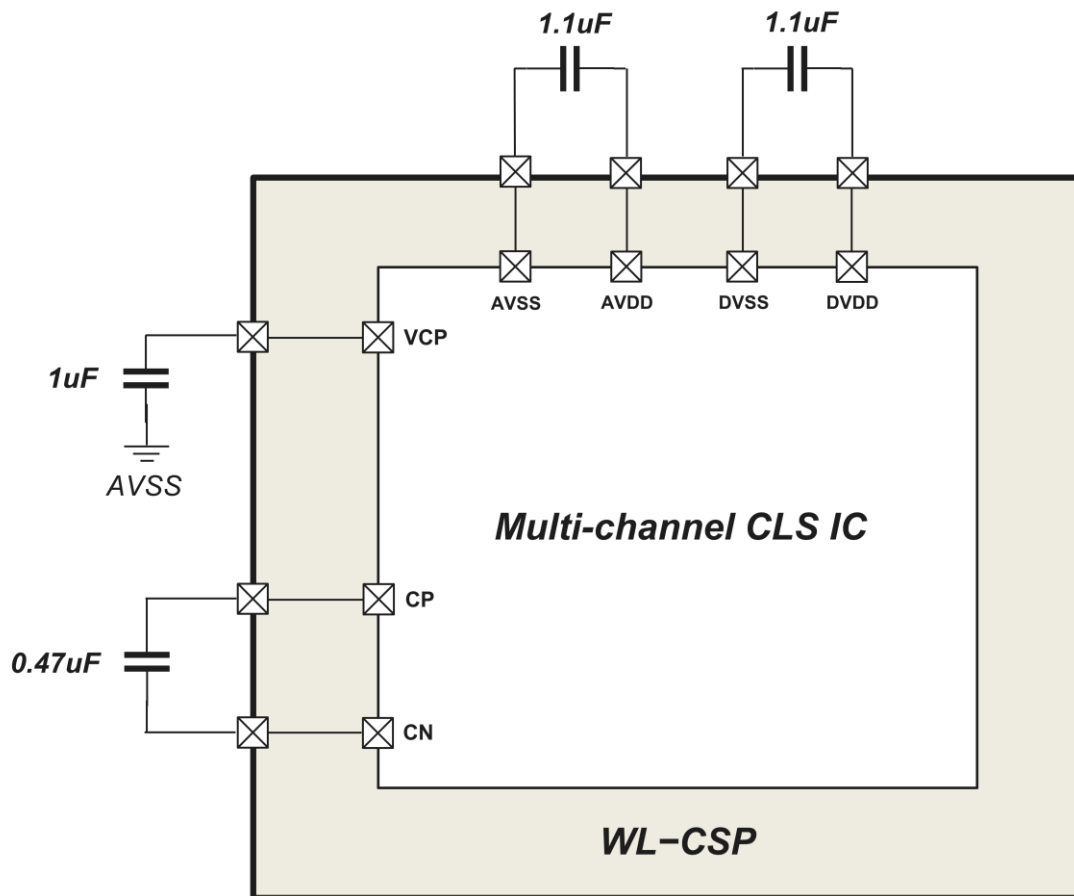 1.1uF 1.1uF
AVSS AVDD DVSS DVDD
VCP
1uF
AVSS
Multi-channel CLS IC
CP
0.47uF
CN
WL−CSP